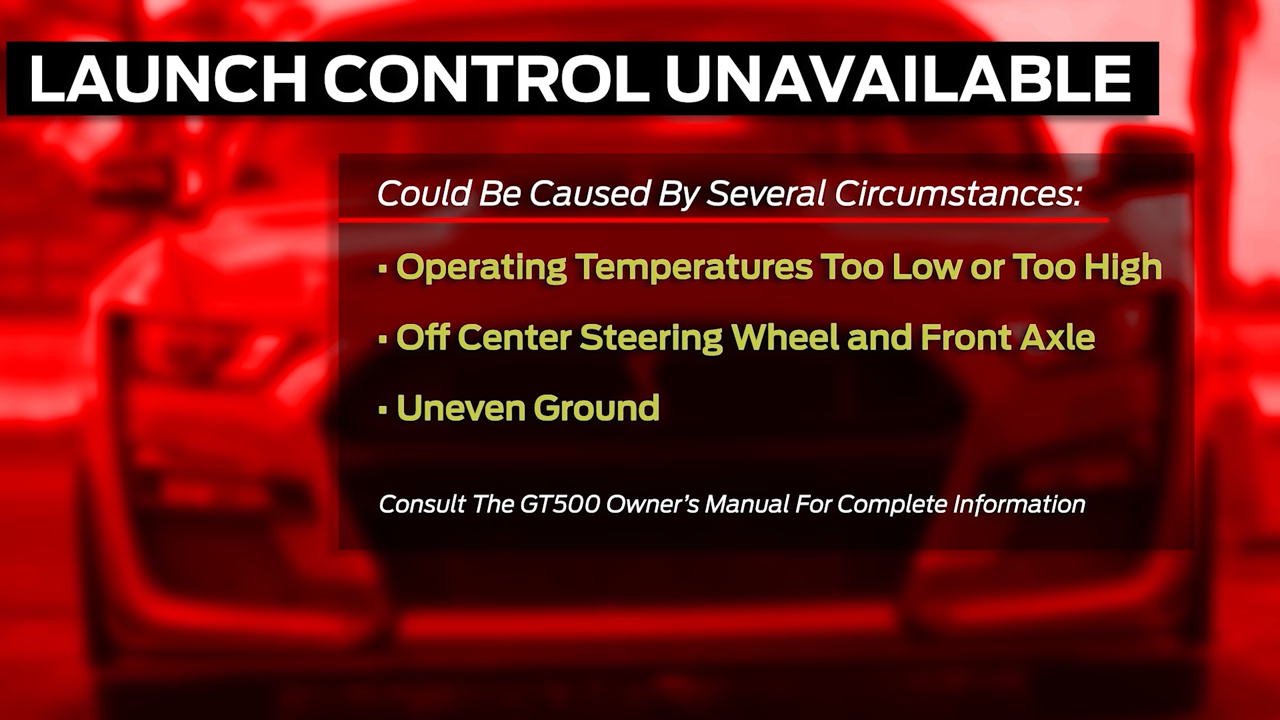 LAUNCH CONTROL UNAVAILABLE
Could Be Caused By Several Circumstances:
▪ Operating Temperatures Too Low or Too High
▪ Off Center Steering Wheel and Front Axle
▪ Uneven Ground
Consult The GT500 Owner’s Manual For Complete Information